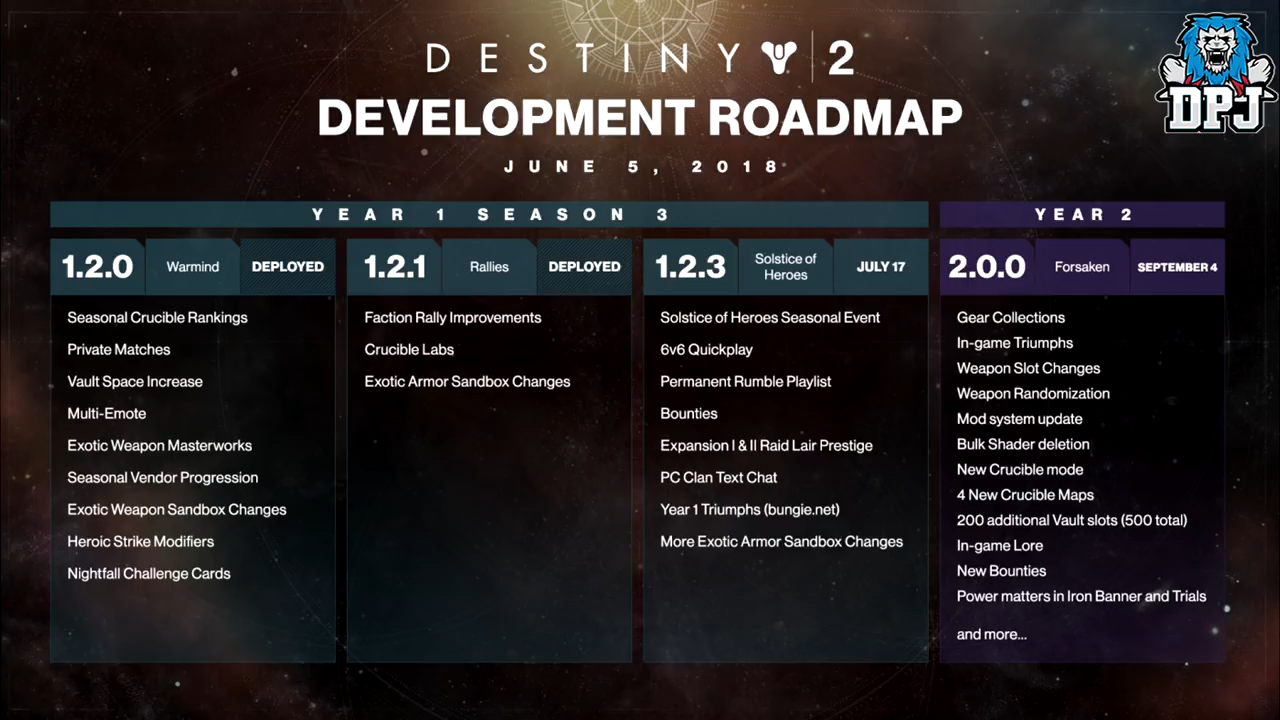 DESTINY 2
DPJ
DEVELOPMENT ROADMAP
JUNE 5, 2018
YEAR 1 SEASON 3
1.2.0 Warmind DEPLOYED
Seasonal Crucible Rankings
Private Matches
Vault Space Increase
Multi-Emote
Exotic Weapon Masterworks
Seasonal Vendor Progression
Exotic Weapon Sandbox Changes
Heroic Strike Modifiers
Nightfall Challenge Cards
1.2.1 Rallies DEPLOYED
Faction Rally Improvements
Crucible Labs
Exotic Armor Sandbox Changes
1.2.3 Solstice of
Heroes JULY 17
Solstice of Heroes Seasonal Event
6v6 Quickplay
Permanent Rumble Playlist
Bounties
Expansion I & II Raid Lair Prestige
PC Clan Text Chat
Year 1 Triumphs (bungie.net)
More Exotic Armor Sandbox Changes
YEAR 2
2.0.0 Forsaken SEPTEMBER 4
Gear Collections
In-game Triumphs
Weapon Slot Changes
Weapon Randomization
Mod system update
Bulk Shader deletion
New Crucible mode
4 New Crucible Maps
200 additional Vault slots (500 total)
In-game Lore
New Bounties
Power matters in Iron Banner and Trials
and more...